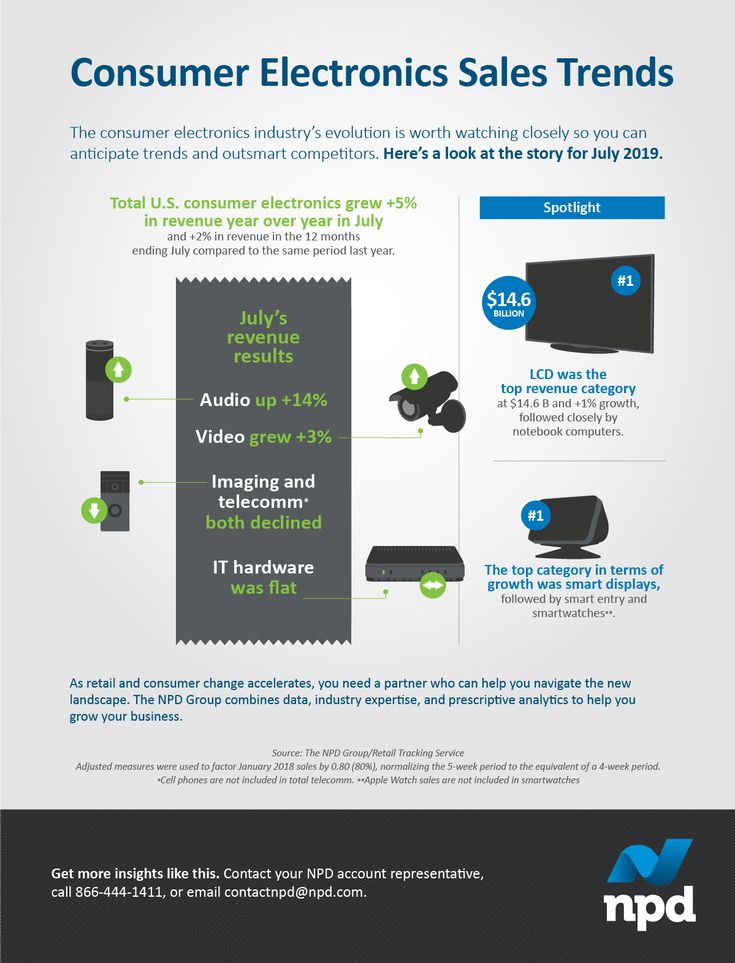 Consumer Electronics Sales Trends
The consumer electronics industry's evolution is worth watching closely so you can
anticipate trends and outsmart competitors. Here's a look at the story for July 2019.
Total U.S. consumer electronics grew +5%
in revenue year over year in July
and +2% in revenue in the 12 months
ending July compared to the same period last year.
July's
revenue
results
Audio up +14%
Video grew +3%
Imaging and
telecomm*
both declined
IT hardware
was flat
Spotlight
$14.6
BILLION
#1
LCD was the
top revenue category
at $14.6 B and +1% growth,
followed closely by
notebook computers.
#1
The top category in terms of
growth was smart displays,
followed by smart entry and
smartwatches**.
As retail and consumer change accelerates, you need a partner who can help you navigate the new
landscape. The NPD Group combines data, industry expertise, and prescriptive analytics to help you
grow your business.
Source: The NPD Group/Retail Tracking Service
Adjusted measures were used to factor January 2018 sales by 0.80 (80%), normalizing the 5-week period to the equivalent of a 4-week period.
*Cell phones are not included in total telecomm. **Apple Watch sales are not included in smartwatches
Get more insights like this. Contact your NPD account representative,
call 866-444-1411, or email contactnpd@npd.com.
npd